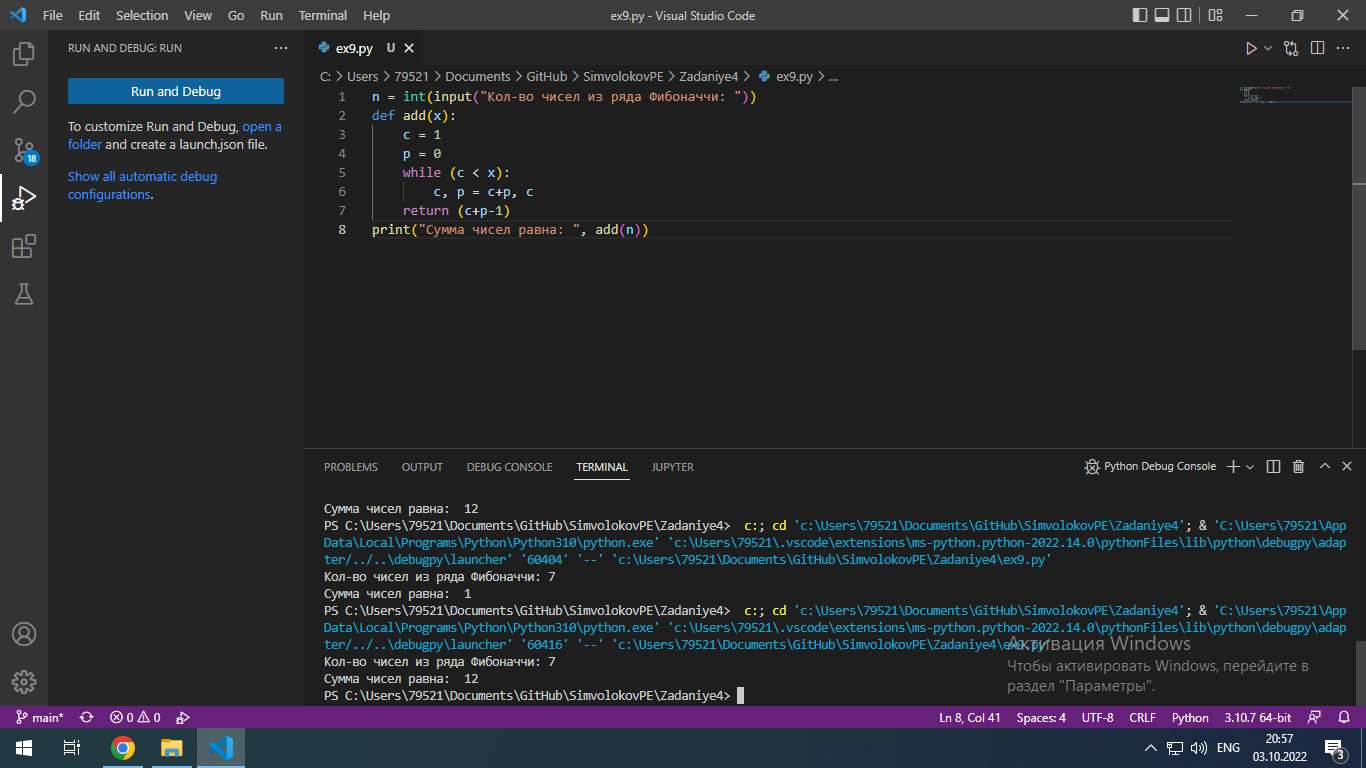 File Edit Selection View Go Run Terminal Help ex9.py - Visual Studio Code
RUN AND DEBUG: RUN ...
Run and Debug
To customize Run and Debug, open a
folder and create a launch.json file.
Show all automatic debug
configurations.
18
ex9.py U
C: > Users > 79521 > Documents > GitHub > SimvolokovPE > Zadaniye4 > ex9.py > ...
1 n = int(input("Кол-во чисел из ряда Фибоначчи: "))
2 def add(x):
3 c = 1
4 p = 0
5 while (c < x):
6 c, p = c+p, c
7 return (c+p-1)
8 print("Сумма чисел равна: ", add(n))
PROBLEMS OUTPUT DEBUG CONSOLE TERMINAL JUPYTER Python Debug Console
Сумма чисел равна:  12
PS C:\Users\79521\Documents\GitHub\SimvolokovPE\Zadaniye4>  c:; cd 'c:\Users\79521\Documents\GitHub\SimvolokovPE\Zadaniye4'; & 'C:\Users\79521\App
Data\Local\Programs\Python\Python310\python.exe' 'c:\Users\79521\.vscode\extensions\ms-python.python-2022.14.0\pythonFiles\lib\python\debugpy\adap
ter/../..\debugpy\launcher' '60404' '--' 'c:\Users\79521\Documents\GitHub\SimvolokovPE\Zadaniye4\ex9.py'
Кол-во чисел из ряда Фибоначчи: 7
Сумма чисел равна:  1
PS C:\Users\79521\Documents\GitHub\SimvolokovPE\Zadaniye4>  c:; cd 'c:\Users\79521\Documents\GitHub\SimvolokovPE\Zadaniye4'; & 'C:\Users\79521\App
Data\Local\Programs\Python\Python310\python.exe' 'c:\Users\79521\.vscode\extensions\ms-python.python-2022.14.0\pythonFiles\lib\python\debugpy\adap
ter/../..\debugpy\launcher' '60416' '--' 'c:\Users\79521\Documents\GitHub\SimvolokovPE\Zadaniye4\ex9.py'
Кол-во чисел из ряда Фибоначчи: 7
Сумма чисел равна:  12
PS C:\Users\79521\Documents\GitHub\SimvolokovPE\Zadaniye4>
Активация Windows
Чтобы активировать Windows, перейдите в
раздел "Параметры".
main* 0 0 Ln 8, Col 41 Spaces: 4 UTF-8 CRLF Python 3.10.7 64-bit
ENG 20:57
03.10.2022 3